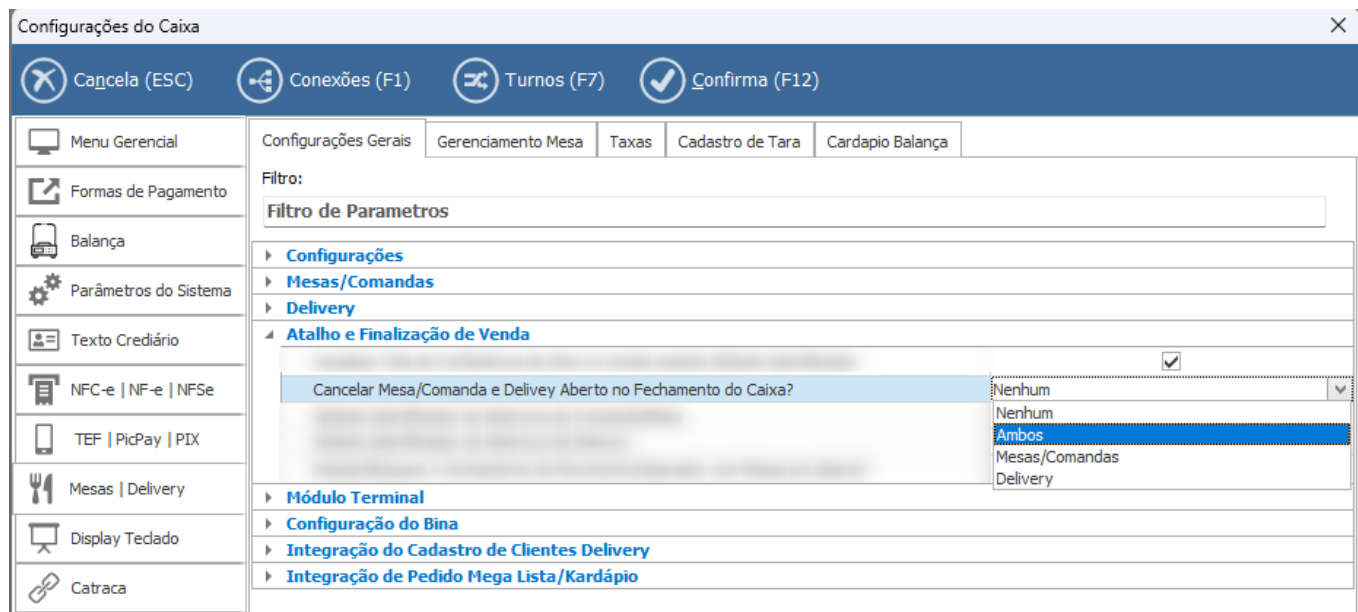 Configurações do Caixa
Cancela (ESC) Conexões (F1) Turnos (F7) Confirma (F12)
Menu Gerencial
Formas de Pagamento
Balança
Parâmetros do Sistema
Texto Crediário
NFC-e | NF-e | NFSe
TEF | PicPay | PIX
Mesas | Delivery
Display Teclado
Catraca
Configurações Gerais Gerenciamento Mesa Taxas Cadastro de Tara Cardapio Balança
Filtro:
Filtro de Parametros
Configurações
Mesas/Comandas
Delivery
Atalho e Finalização de Venda
Cancelar Mesa/Comanda e Delivey Aberto no Fechamento do Caixa? Nenhum
Nenhum
Ambos
Mesas/Comandas
Delivery
Módulo Terminal
Configuração do Bina
Integração do Cadastro de Clientes Delivery
Integração de Pedido Mega Lista/Kardápio